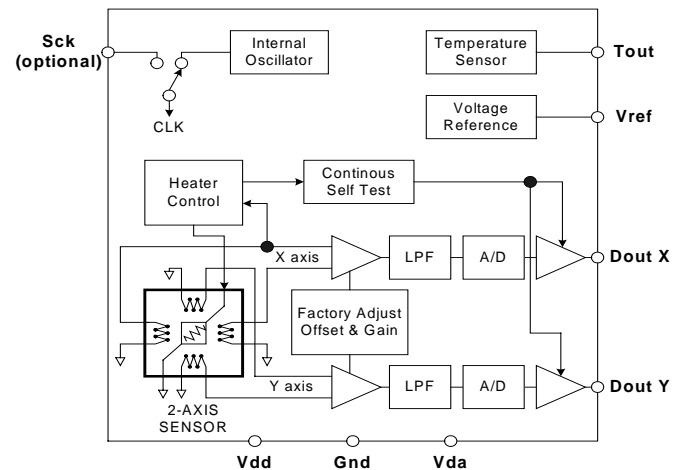 Sck
(optional)
Internal
Oscillator
CLK
Temperature
Sensor
Tout
Voltage
Reference
Vref
Heater
Control
Continous
Self Test
X axis
LPF
A/D
Dout X
Factory Adjust
Offset & Gain
Y axis
LPF
A/D
Dout Y
2-AXIS
SENSOR
Vdd
Gnd
Vda